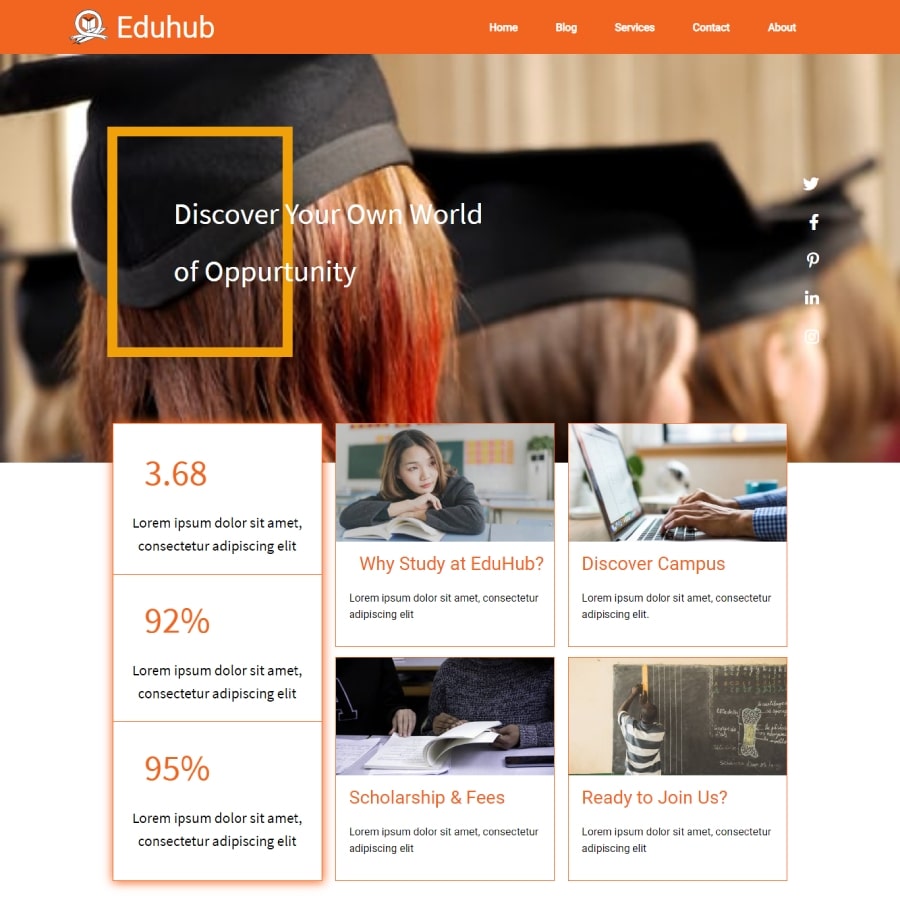 Eduhub
Home Blog Services Contact About
Discover Your Own World
of Oppurtunity
3.68
Lorem ipsum dolor sit amet,
consectetur adipiscing elit
92%
Lorem ipsum dolor sit amet,
consectetur adipiscing elit
95%
Lorem ipsum dolor sit amet,
consectetur adipiscing elit
Why Study at EduHub?
Lorem ipsum dolor sit amet, consectetur
adipiscing elit
Discover Campus
Lorem ipsum dolor sit amet, consectetur
adipiscing elit.
Scholarship & Fees
Lorem ipsum dolor sit amet, consectetur
adipiscing elit
Ready to Join Us?
Lorem ipsum dolor sit amet, consectetur
adipiscing elit